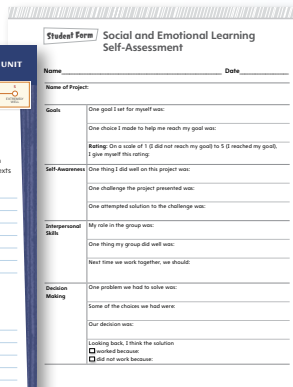 UNIT
exts
Student Form
Social and Emotional Learning
Self-Assessment
Name
Date
Name of Project:
Goals
One goal I set for myself was:
One choice I made to help me reach my goal was:
Rating: On a scale of 1 (I did not reach my goal) to 5 (I reached my goal),
I gave myself this rating:
Self-Awareness
One thing I did well on this project was:
One challenge the project presented was:
One attempted solution to the challenge was:
Interpersonal
Skills
My role in the group was:
One thing my group did well was:
Next time we work together, we should:
Decision
Making
One problem we had to solve was:
Some of the choices we had were:
Our decision was:
Looking back, I think the solution
worked because:
did not work because: